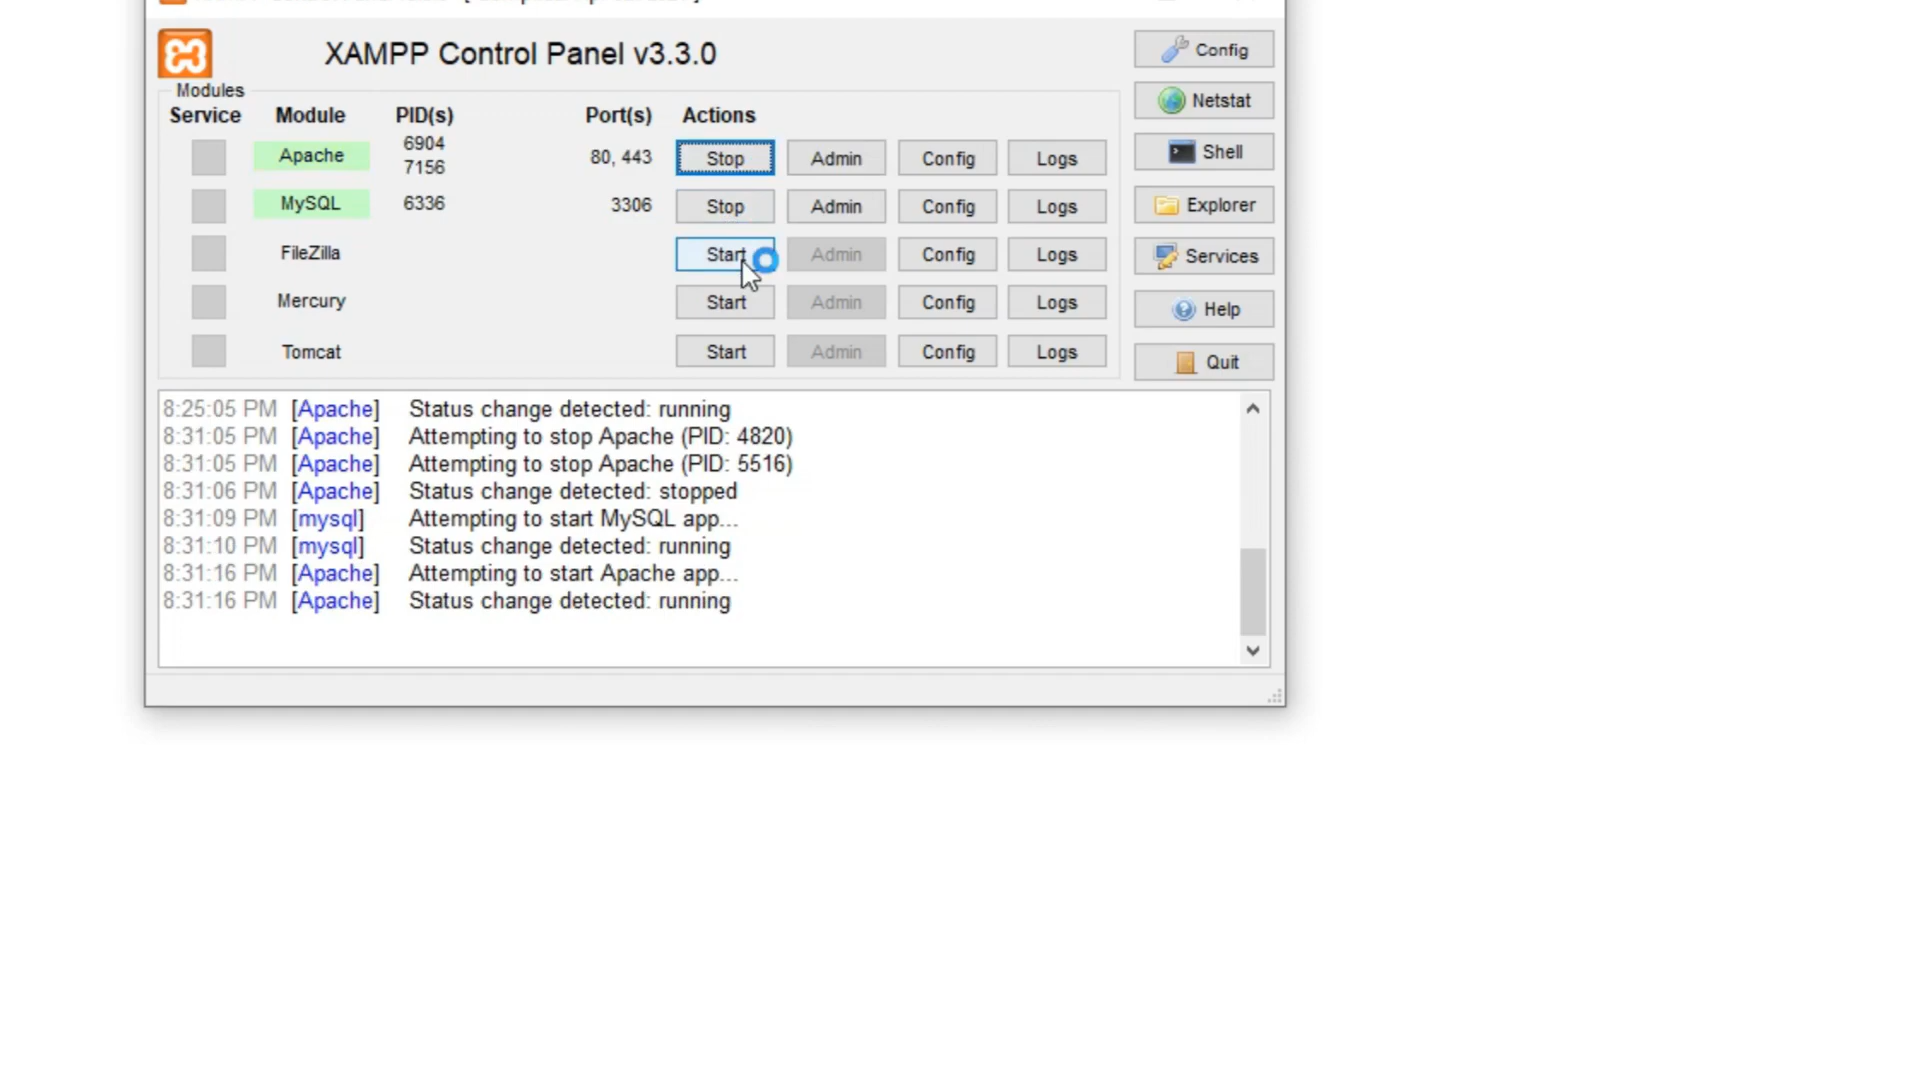 XAMPP Control Panel v3.3.0
Config
Modules
Service Module PID(s) Port(s) Actions
Netstat
Apache 6904 7156 80, 443 Stop Admin Config Logs
Shell
MySQL 6336 3306 Stop Admin Config Logs
Explorer
FileZilla Start Admin Config Logs
Services
Mercury Start Admin Config Logs
Help
Tomcat Start Admin Config Logs
Quit
8:25:05 PM [Apache] Status change detected: running
8:31:05 PM [Apache] Attempting to stop Apache (PID: 4820)
8:31:05 PM [Apache] Attempting to stop Apache (PID: 5516)
8:31:06 PM [Apache] Status change detected: stopped
8:31:09 PM [mysql] Attempting to start MySQL app...
8:31:10 PM [mysql] Status change detected: running
8:31:16 PM [Apache] Attempting to start Apache app...
8:31:16 PM [Apache] Status change detected: running